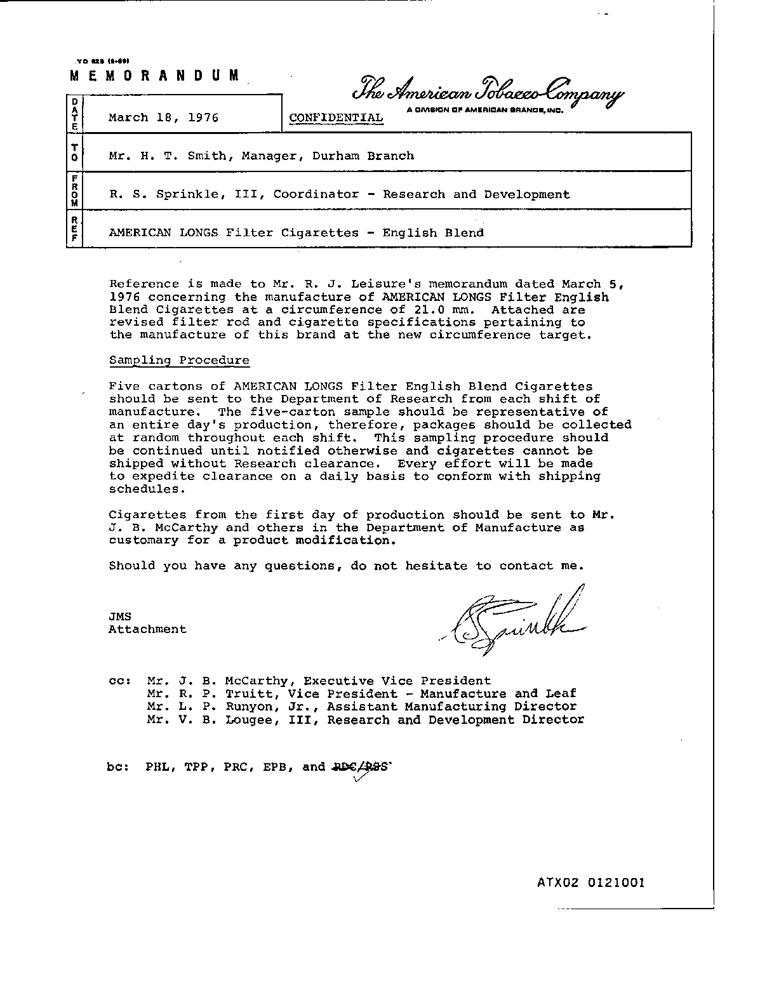 YO 625 (5-69)
MEMORANDUM
The American Tobacco Company
A DIVISION OF AMERICAN BRANDS, INC.
DATE
March 18, 1976
CONFIDENTIAL
TO
Mr. H. T. Smith, Manager, Durham Branch
FROM
R. S. Sprinkle, III, Coordinator - Research and Development
REF
AMERICAN LONGS Filter Cigarettes - English Blend
Reference is made to Mr. R. J. Leisure's memorandum dated March 5,
1976 concerning the manufacture of AMERICAN LONGS Filter English
Blend Cigarettes at a circumference of 21.0 mm. Attached are
revised filter rod and cigarette specifications pertaining to
the manufacture of this brand at the new circumference target.
Sampling Procedure
Five cartons of AMERICAN LONGS Filter English Blend Cigarettes
should be sent to the Department of Research from each shift of
manufacture. The five-carton sample should be representative of
an entire day's production, therefore, packages should be collected
at random throughout each shift. This sampling procedure should
be continued until notified otherwise and cigarettes cannot be
shipped without Research clearance. Every effort will be made
to expedite clearance on a daily basis to conform with shipping
schedules.
Cigarettes from the first day of production should be sent to Mr.
J. B. McCarthy and others in the Department of Manufacture as
customary for a product modification.
Should you have any questions, do not hesitate to contact me.
JMS
Attachment
RSSprinkle
cc: Mr. J. B. McCarthy, Executive Vice President
Mr. R. P. Truitt, Vice President - Manufacture and Leaf
Mr. L. P. Runyon, Jr., Assistant Manufacturing Director
Mr. V. B. Lougee, III, Research and Development Director
bc: PHL, TPP, PRC, EPB, and RDC/RSS
ATX02 0121001